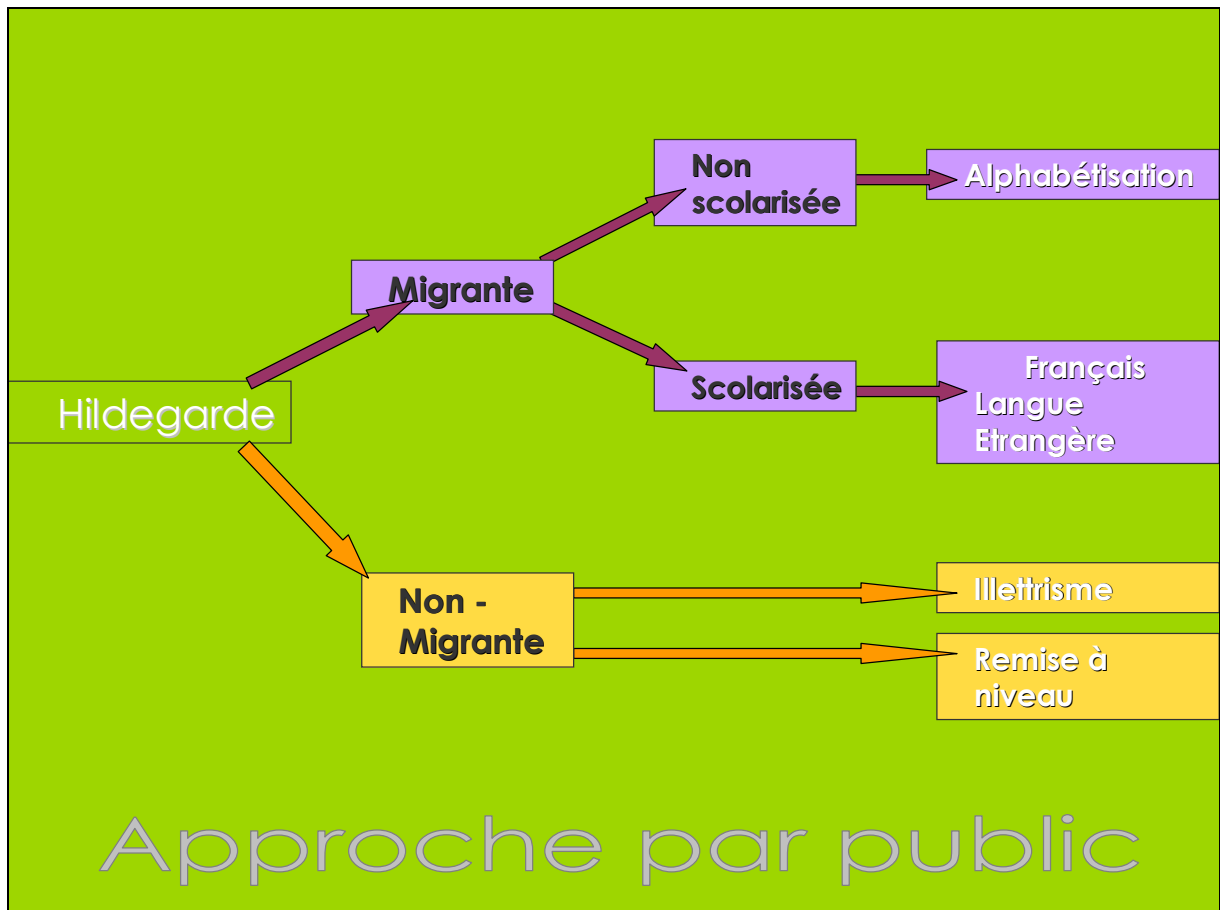 Non
scolarisée
Alphabétisation
Migrante
Scolarisée
Français
Langue
Etrangère
Hildegarde
Non -
Migrante
Illettrisme
Remise à
niveau
Approche par public